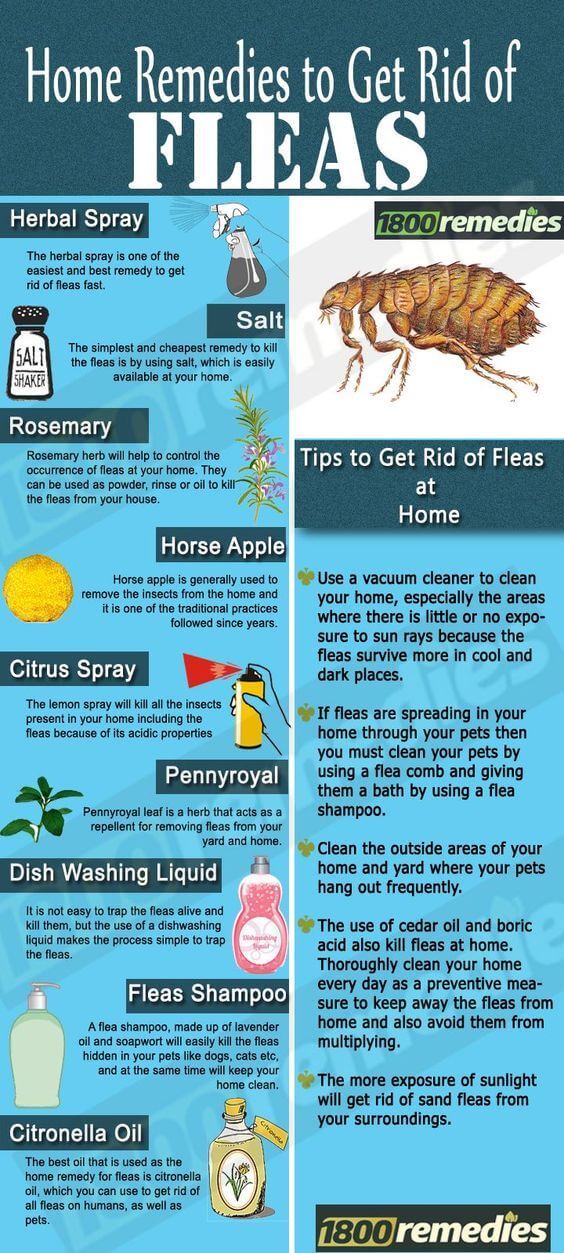 Home Remedies to Get Rid of
FLEAS
Herbal Spray
The herbal spray is one of the
easiest and best remedy to get
rid of fleas fast.
SALT
SHAKER
Salt
The simplest and cheapest remedy to kill
the fleas is by using salt, which is easily
available at your home.
Rosemary
Rosemary herb will help to control the
occurrence of fleas at your home. They
can be used as powder, rinse or oil to kill
the fleas from your house.
Horse Apple
Horse apple is generally used to
remove the insects from the home and
it is one of the traditional practices
followed since years.
Citrus Spray
The lemon spray will kill all the insects
present in your home including the
fleas because of its acidic properties
Pennyroyal
Pennyroyal leaf is a herb that acts as a
repellent for removing fleas from your
yard and home.
Dish Washing Liquid
It is not easy to trap the fleas alive and
kill them, but the use of a dishwashing
liquid makes the process simple to trap
the fleas.
Dishwashing
Liquid
Fleas Shampoo
A flea shampoo, made up of lavender
oil and soapwort will easily kill the fleas
hidden in your pets like dogs, cats etc,
and at the same time will keep your
home clean.
Citronella Oil
The best oil that is used as the
home remedy for fleas is citronella
oil, which you can use to get rid of
all fleas on humans, as well as
pets.
Citronella
1800remedies
Tips to Get Rid of Fleas
at
Home
Use a vacuum cleaner to clean
your home, especially the areas
where there is little or no expo-
sure to sun rays because the
fleas survive more in cool and
dark places.
If fleas are spreading in your
home through your pets then
you must clean your pets by
using a flea comb and giving
them a bath by using a flea
shampoo.
Clean the outside areas of your
home and yard where your pets
hang out frequently.
The use of cedar oil and boric
acid also kill fleas at home.
Thoroughly clean your home
every day as a preventive mea-
sure to keep away the fleas from
home and also avoid them from
multiplying.
The more exposure of sunlight
will get rid of sand fleas from
your surroundings.
1800remedies